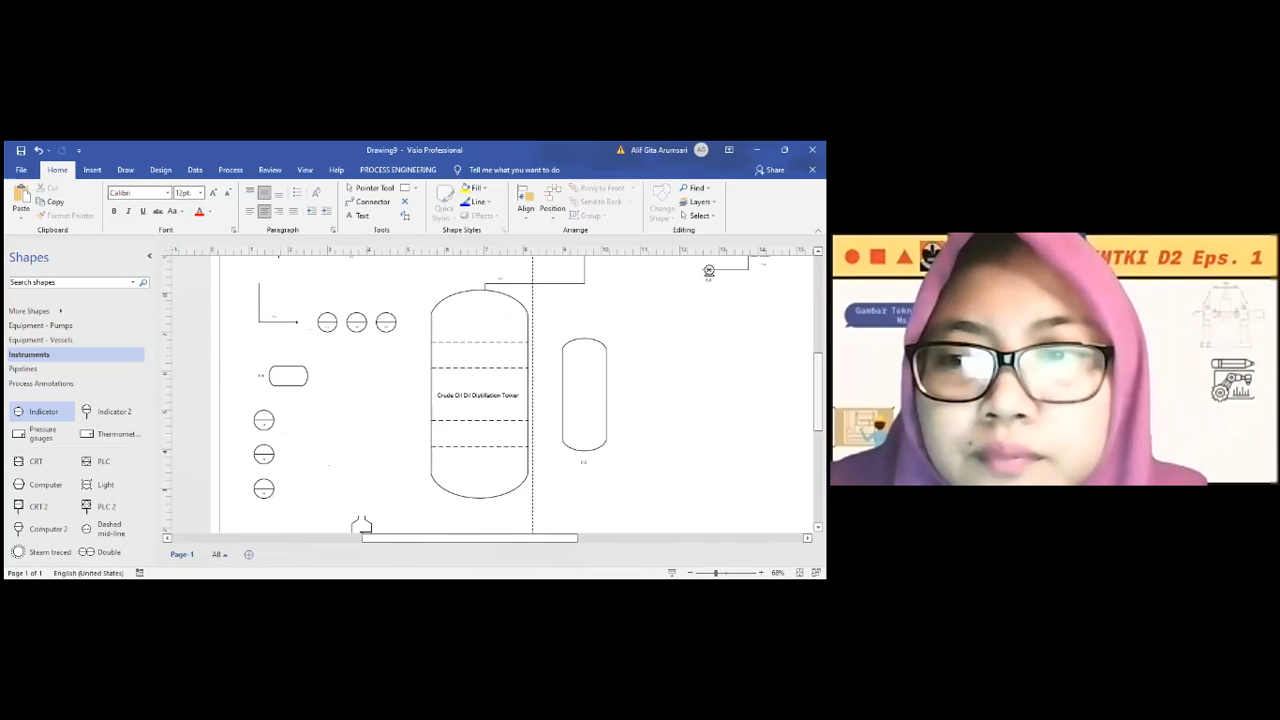 Drawing9 - Visio Professional
Alif Gita Arumsari
AG
File
Home
Insert
Draw
Design
Data
Process
Review
View
Help
PROCESS ENGINEERING
Tell me what you want to do
Share
Paste
Cut
Copy
Format Painter
Clipboard
Calibri
12pt.
Font
Paragraph
Pointer Tool
Connector
Text
Tools
Quick
Styles
Fill
Line
Effects
Shape Styles
Align
Position
Bring to Front
Send to Back
Group
Arrange
Change
Shape
Find
Layers
Select
Editing
Shapes
Search shapes
More Shapes
Equipment - Pumps
Equipment - Vessels
Instruments
Pipelines
Process Annotations
Indicator
Indicator 2
Pressure
gauges
Thermomet...
CRT
PLC
Computer
Light
CRT 2
PLC 2
Computer 2
Dashed
mid-line
Steam traced
Double
Crude Oil Oil Distillation Tower
Page-1
All
Page 1 of 1
English (United States)
68%
D2 Eps. 1
Gambar